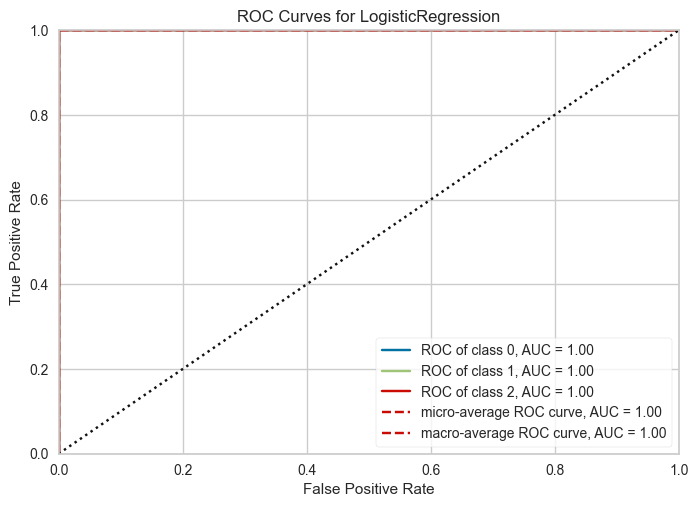 ROC Curves for LogisticRegression
True Positive Rate
1.0
0.8
0.6
0.4
0.2
0.0
ROC of class 0, AUC = 1.00
ROC of class 1, AUC = 1.00
ROC of class 2, AUC = 1.00
micro-average ROC curve, AUC = 1.00
macro-average ROC curve, AUC = 1.00
0.0 0.2 0.4 0.6 0.8 1.0
False Positive Rate